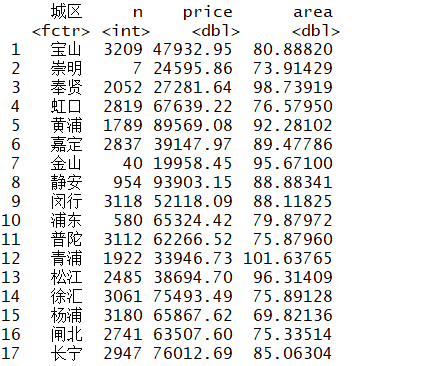 城区 n price area
<fctr> <int> <dbl> <dbl>
1 宝山 3209 47932.95 80.88820
2 崇明 7 24595.86 73.91429
3 奉贤 2052 27281.64 98.73919
4 虹口 2819 67639.22 76.57950
5 黄浦 1789 89569.08 92.28102
6 嘉定 2837 39147.97 89.47786
7 金山 40 19958.45 95.67100
8 静安 954 93903.15 88.88341
9 闵行 3118 52118.09 88.11825
10 浦东 580 65324.42 79.87972
11 普陀 3112 62266.52 75.87960
12 青浦 1922 33946.73 101.63765
13 松江 2485 38694.70 96.31409
14 徐汇 3061 75493.49 75.89128
15 杨浦 3180 65867.62 69.82136
16 闸北 2741 63507.60 75.33514
17 长宁 2947 76012.69 85.06304